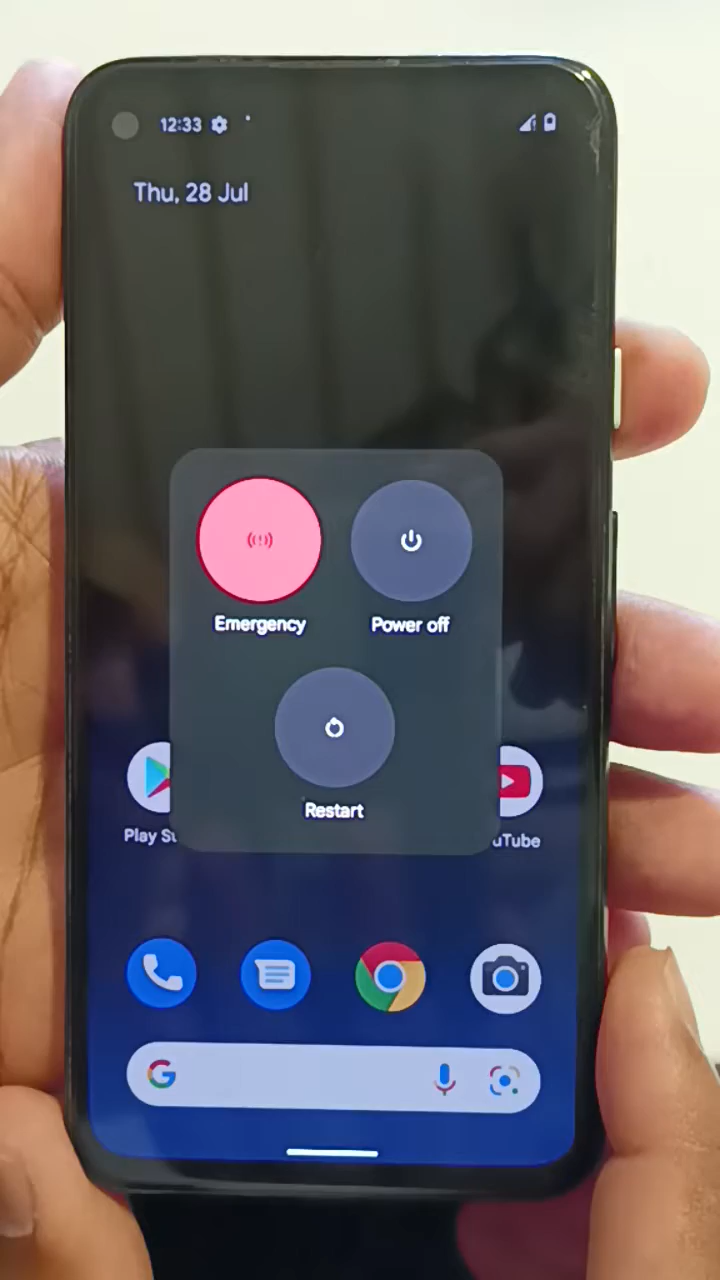 12:33
Thu, 28 Jul
Emergency
Power off
Restart
Play St
uTube
G